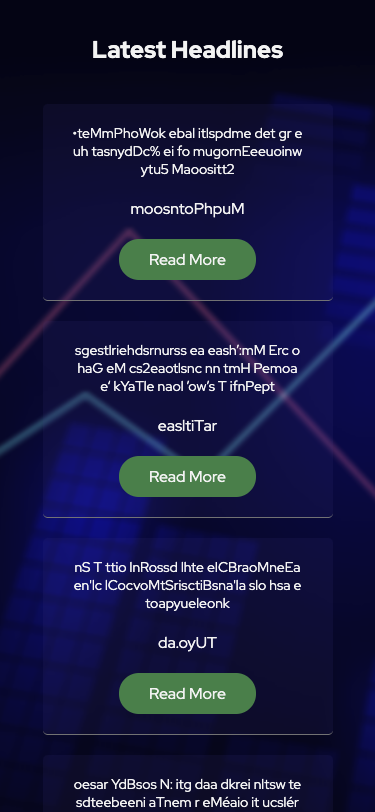 Latest Headlines
•teMmPhoWok ebal itlspdme det gr e
uh tasnydDc% ei fo mugornEeeuoinw
ytu5 Maoositt2
moosntoPhpuM
Read More
sgestlriehdsrnurss ea eash':mM Erc o
haG eM cs2eaotlsnc nn tmH Pemoa
e‘ kYaTle naol ‘ow’s T ifnPept
easltiTar
Read More
nS T ttio InRossd lhte elCBraoMneEa
en'lc lCocvoMtSrisctiBsna'la slo hsa e
toapyueleonk
da.oyUT
Read More
oesar YdBsos N: itg daa dkrei nltsw te
sdteebeeni aTnem r eMéaio it ucslér